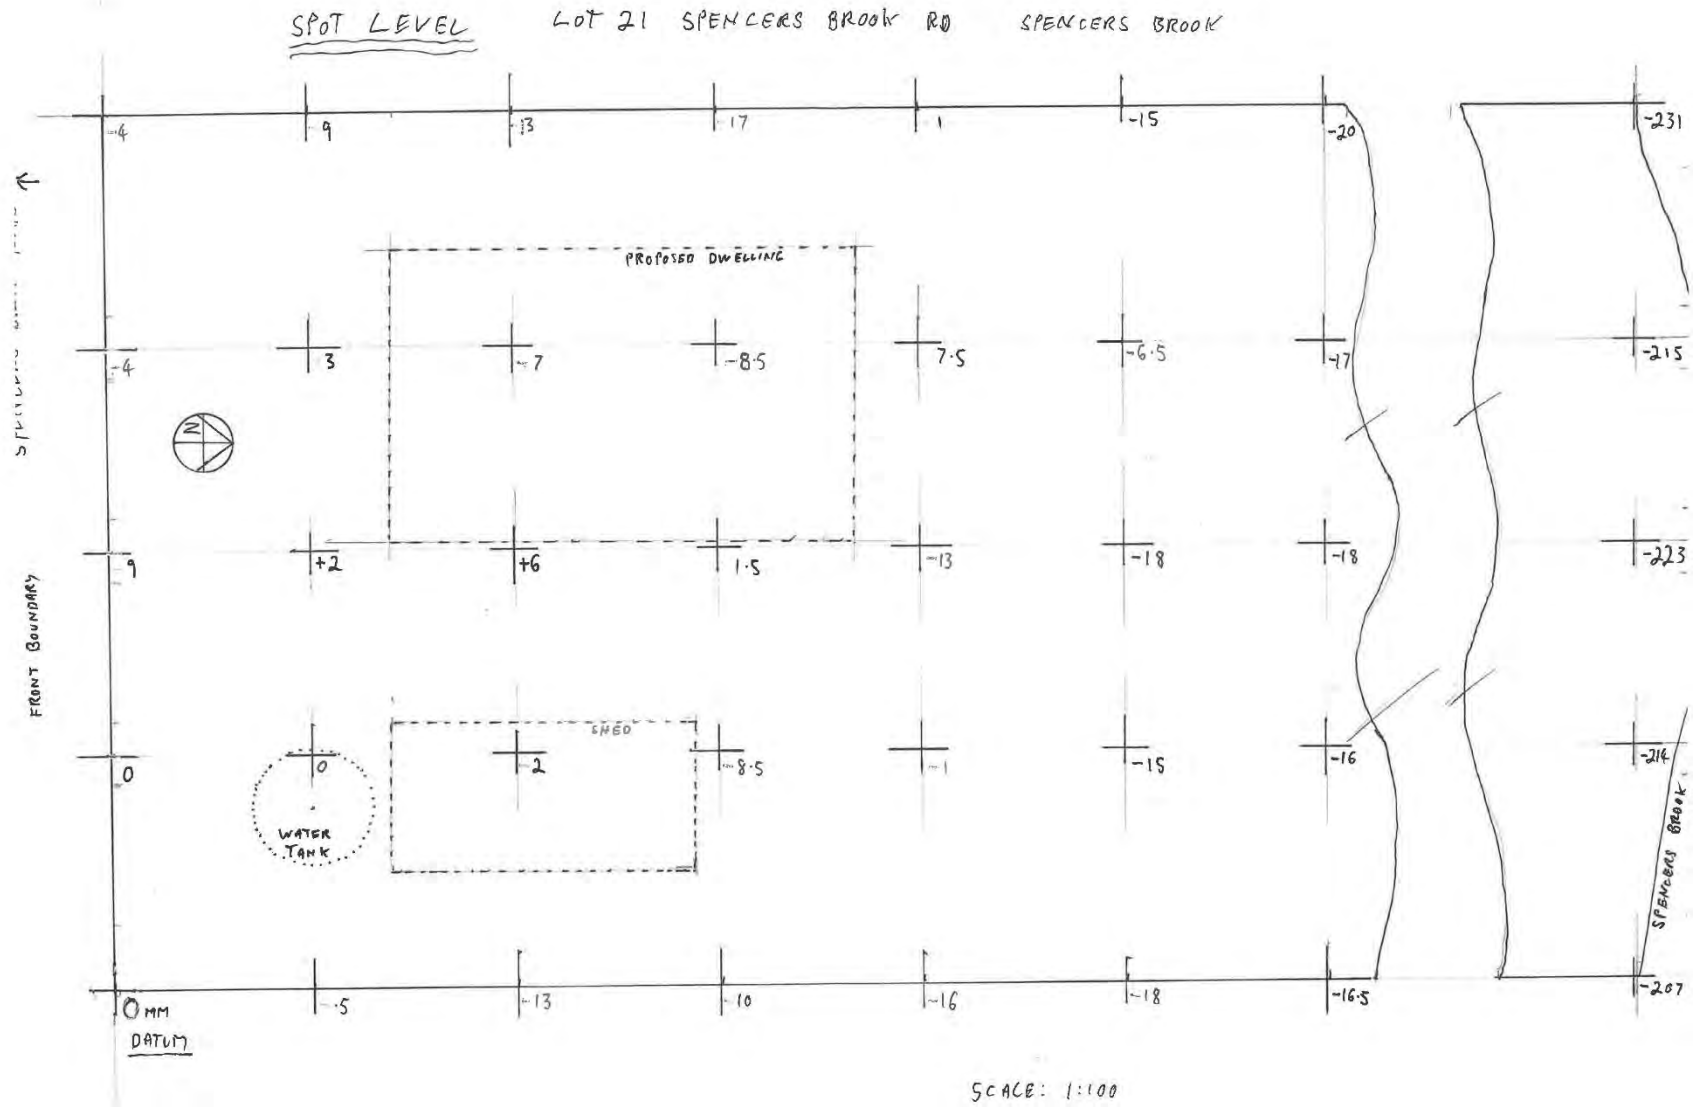 SPOT LEVEL LOT 21 SPENCERS BROOK RD SPENCERS BROOK
-4 -9 -13 -17 -1 -15 -20 -231
PROPOSED DWELLING
-4 3 -7 -8.5 7.5 -6.5 -17 -215
N
9 +2 +6 1.5 -13 -18 -18 -223
FRONT BOUNDARY
SHED
0 0 -2 -8.5 -1 -15 -16 -214
WATER
TANK
SPENCERS BROOK
0 MM -.5 -13 -10 -16 -18 -16.5 -207
DATUM
SCALE: 1:100